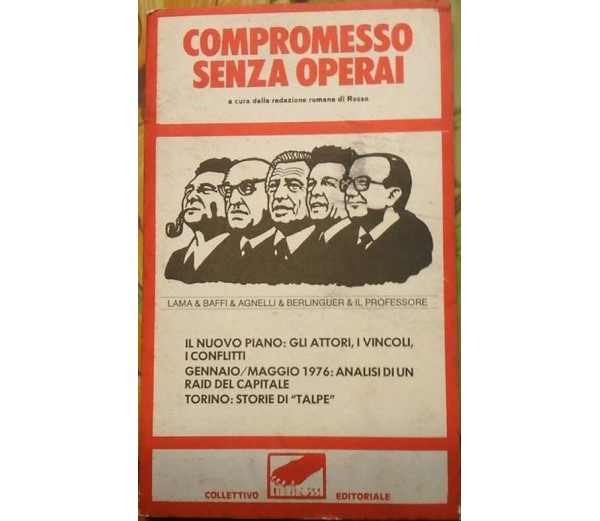 COMPROMESSO
SENZA OPERAI
a cura della redazione romana di Rosso
LAMA & BAFFI & AGNELLI & BERLINGUER & IL PROFESSORE
IL NUOVO PIANO: GLI ATTORI, I VINCOLI,
I CONFLITTI
GENNAIO/MAGGIO 1976: ANALISI DI UN
RAID DEL CAPITALE
TORINO: STORIE DI "TALPE"
COLLETTIVO EDITORIALE